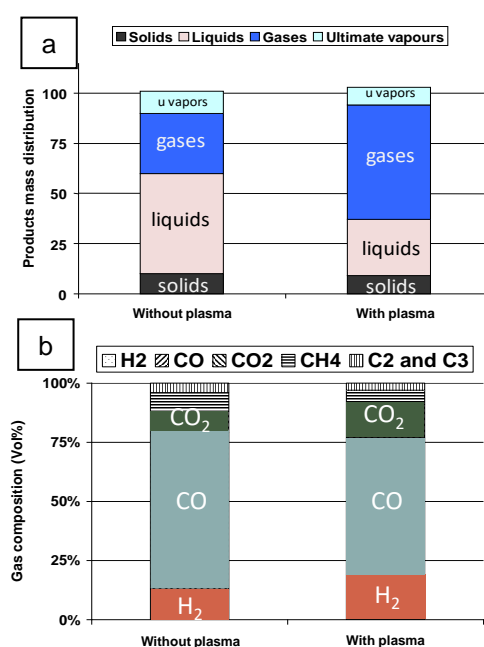 a
Solids Liquids Gases Ultimate vapours
Products mass distribution
100
75
50
25
0
u vapors
gases
liquids
solids
u vapors
gases
liquids
solids
Without plasma With plasma
b
H2 CO CO2 CH4 C2 and C3
Gas composition (Vol%)
100%
75%
50%
25%
0%
CO₂
CO
H₂
CO₂
CO
H₂
Without plasma With plasma